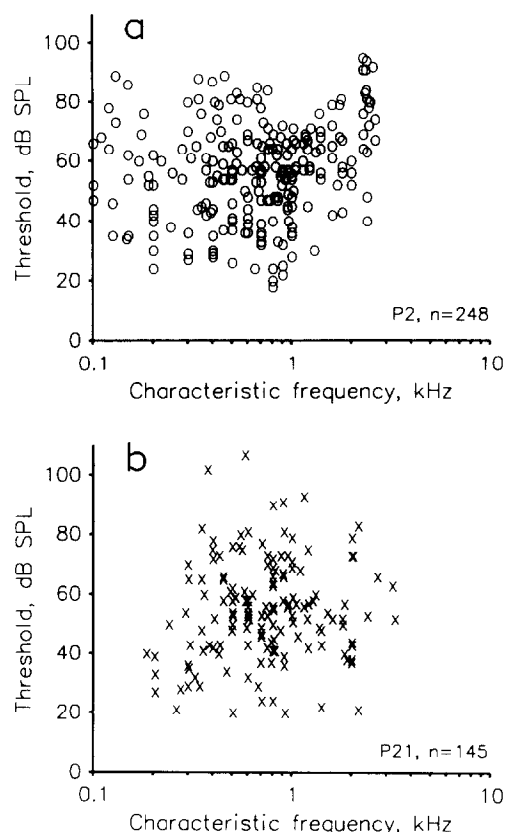 a
100
80
60
40
20
0
Threshold, dB SPL
P2, n=248
0.1 1 10
Characteristic frequency, kHz
b
100
80
60
40
20
0
Threshold, dB SPL
P21, n=145
0.1 1 10
Characteristic frequency, kHz